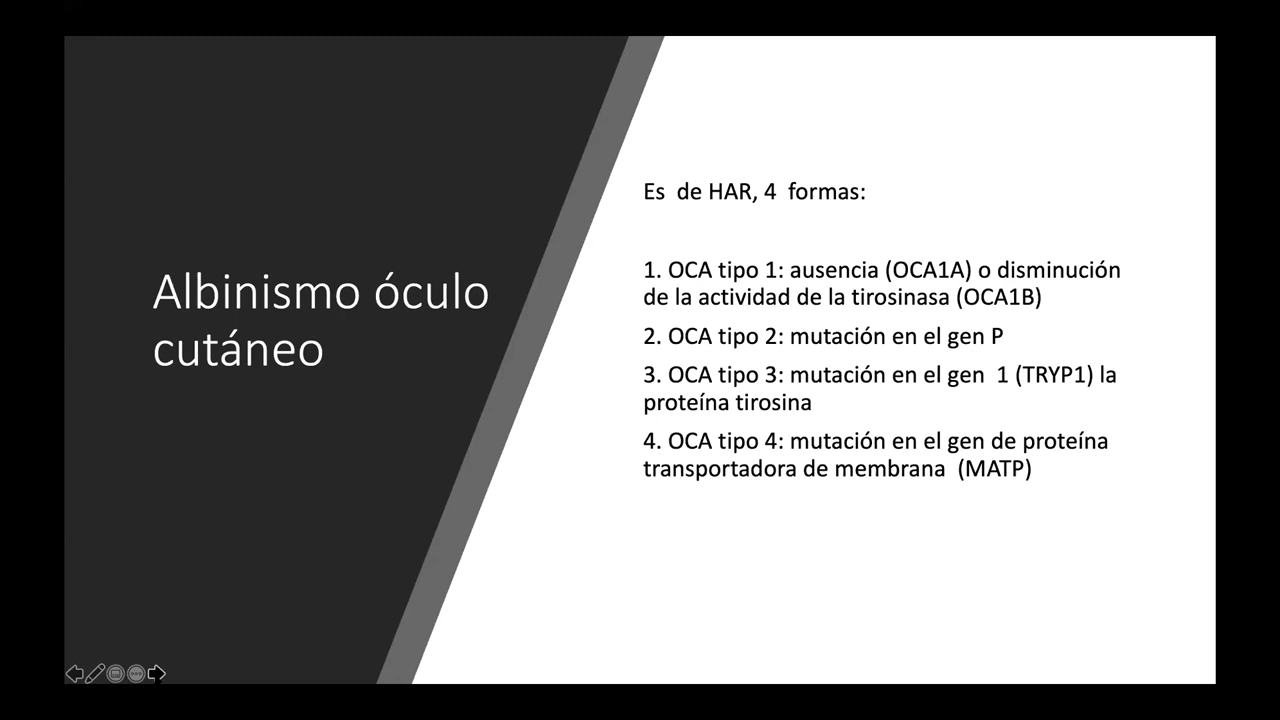 Albinismo óculo
cutáneo
Es de HAR, 4 formas:
1. OCA tipo 1: ausencia (OCA1A) o disminución
de la actividad de la tirosinasa (OCA1B)
2. OCA tipo 2: mutación en el gen P
3. OCA tipo 3: mutación en el gen 1 (TRYP1) la
proteína tirosina
4. OCA tipo 4: mutación en el gen de proteína
transportadora de membrana (MATP)